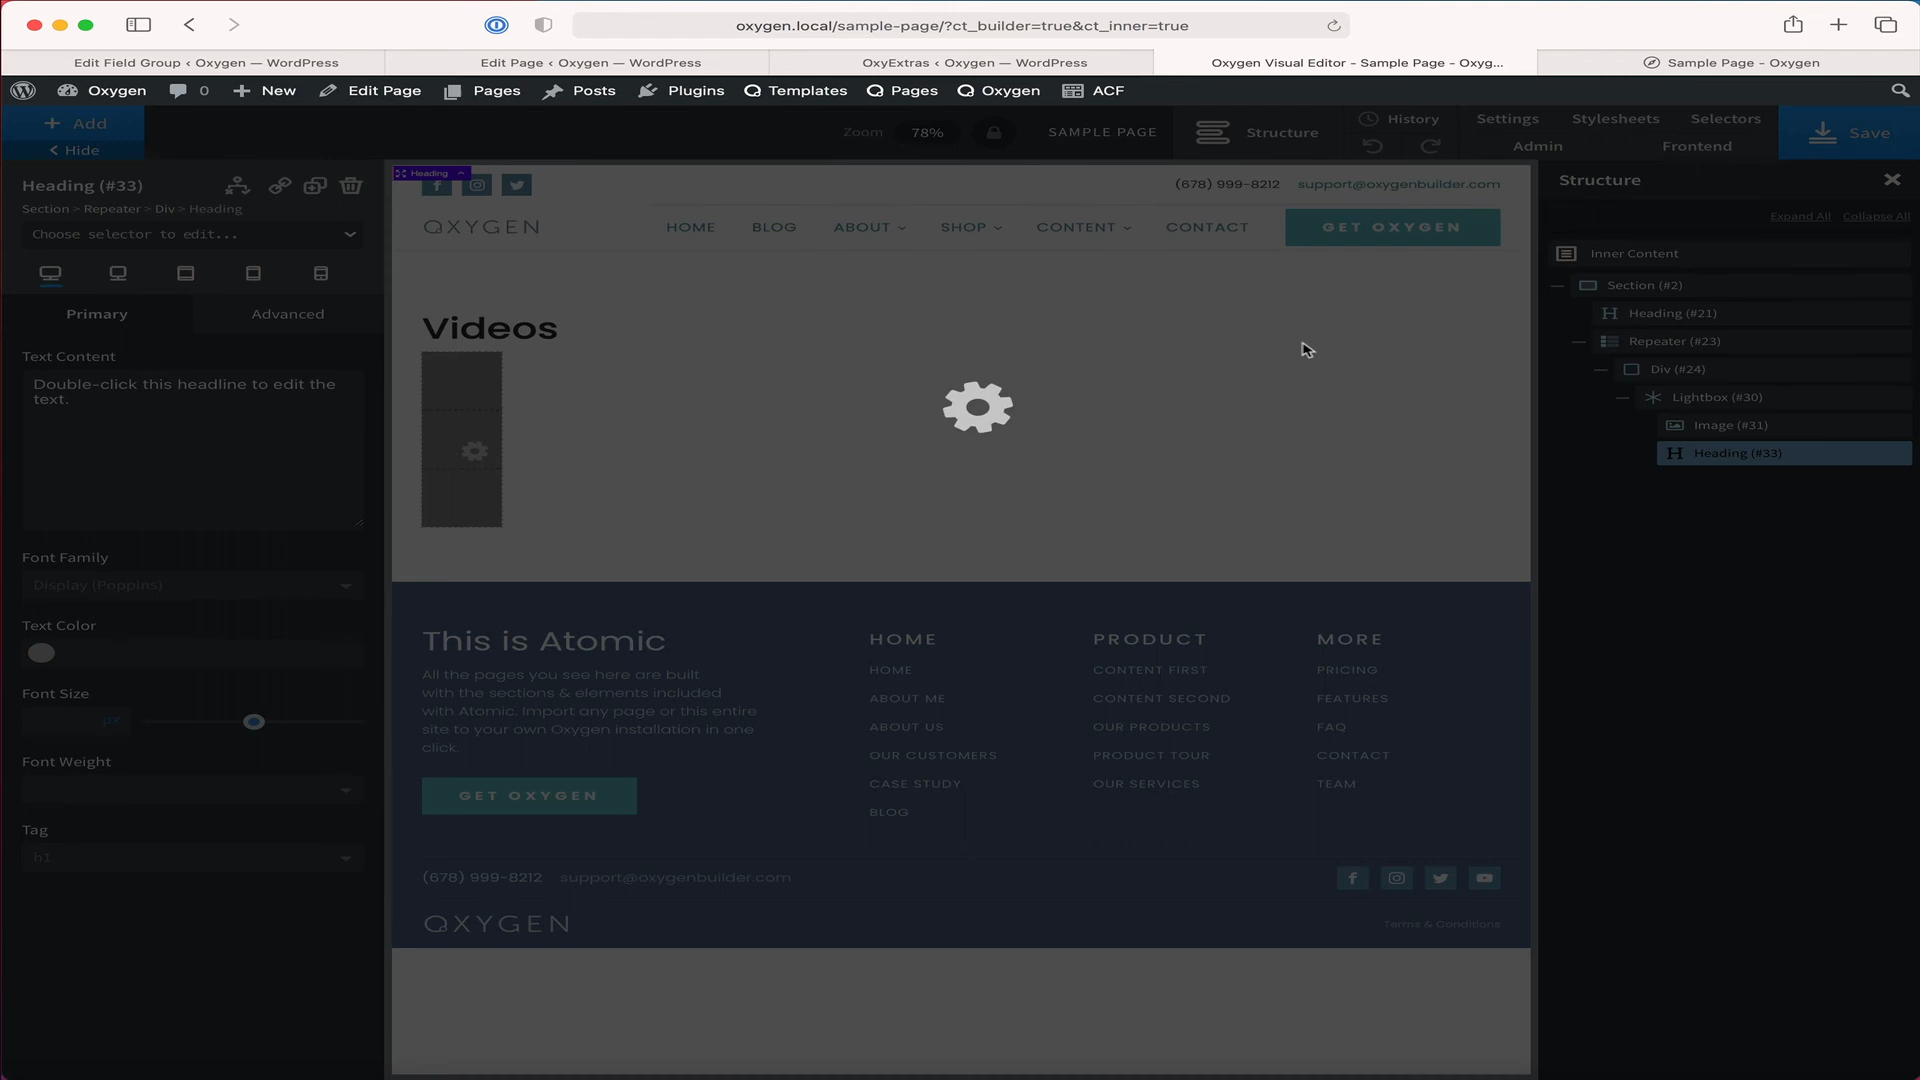 oxygen.local/sample-page/?ct_builder=true&ct_inner=true
Edit Field Group ‹ Oxygen — WordPress
Edit Page ‹ Oxygen — WordPress
OxyExtras ‹ Oxygen — WordPress
Oxygen Visual Editor - Sample Page - Oxyg...
Sample Page - Oxygen
Oxygen
0
New
Edit Page
Pages
Posts
Plugins
Templates
Pages
Oxygen
ACF
+ Add
< Hide
Zoom
78%
SAMPLE PAGE
Structure
History
Settings
Stylesheets
Selectors
Admin
Frontend
Save
Heading (#33)
Section > Repeater > Div > Heading
Choose selector to edit...
Primary
Advanced
Text Content
Double-click this headline to edit the
text.
Font Family
Display (Poppins)
Text Color
Font Size
px
Font Weight
Tag
h1
Heading
(678) 999-8212
support@oxygenbuilder.com
OXYGEN
HOME
BLOG
ABOUT
SHOP
CONTENT
CONTACT
GET OXYGEN
Videos
This is Atomic
All the pages you see here are built
with the sections & elements included
with Atomic. Import any page or this entire
site to your own Oxygen installation in one
click.
GET OXYGEN
HOME
HOME
ABOUT ME
ABOUT US
OUR CUSTOMERS
CASE STUDY
BLOG
PRODUCT
CONTENT FIRST
CONTENT SECOND
OUR PRODUCTS
PRODUCT TOUR
OUR SERVICES
MORE
PRICING
FEATURES
FAQ
CONTACT
TEAM
(678) 999-8212
support@oxygenbuilder.com
OXYGEN
Terms & Conditions
Structure
Expand All
Collapse All
Inner Content
Section (#2)
Heading (#21)
Repeater (#23)
Div (#24)
Lightbox (#30)
Image (#31)
Heading (#33)